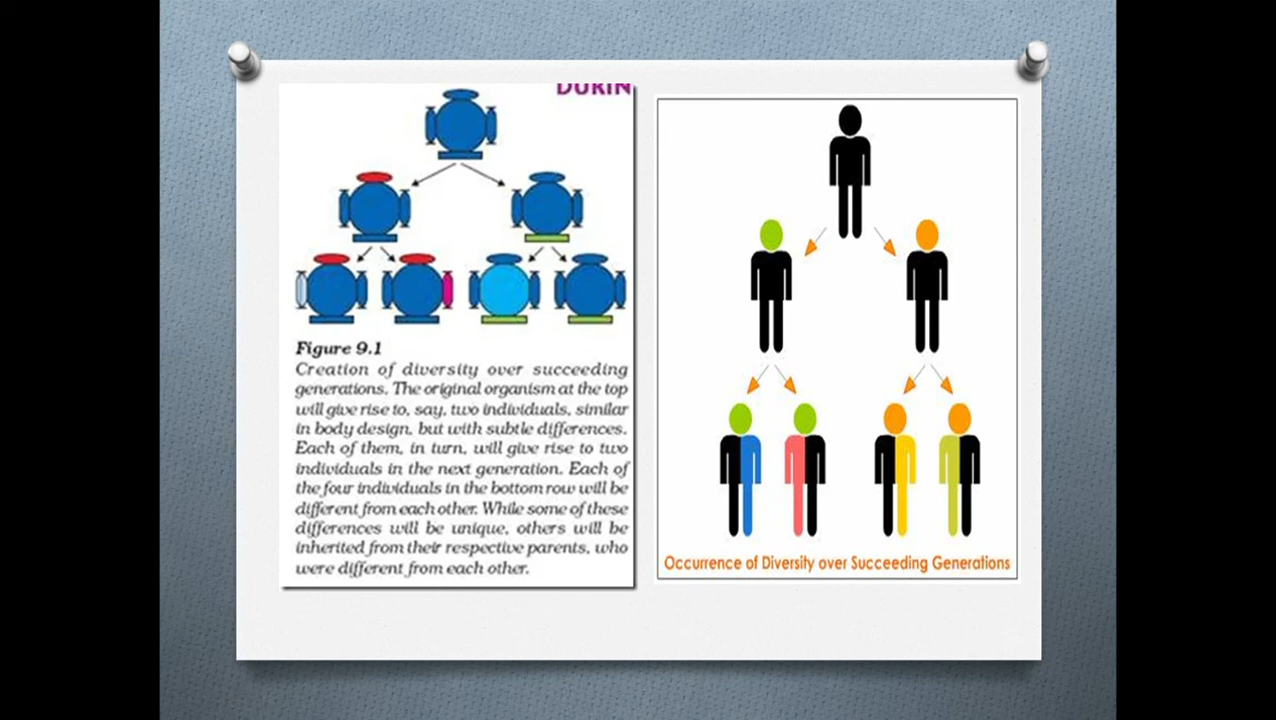 DURIN
Figure 9.1
Creation of diversity over succeeding
generations. The original organism at the top
will give rise to, say, two individuals, similar
in body design, but with subtle differences.
Each of them, in turn, will give rise to two
individuals in the next generation. Each of
the four individuals in the bottom row will be
different from each other. While some of these
differences will be unique, others will be
inherited from their respective parents, who
were different from each other.
Occurrence of Diversity over Succeeding Generations